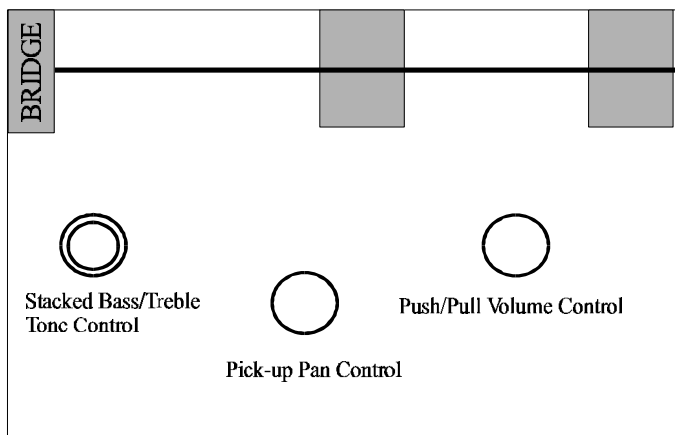 BRIDGE
Stacked Bass/Treble
Tone Control
Push/Pull Volume Control
Pick-up Pan Control